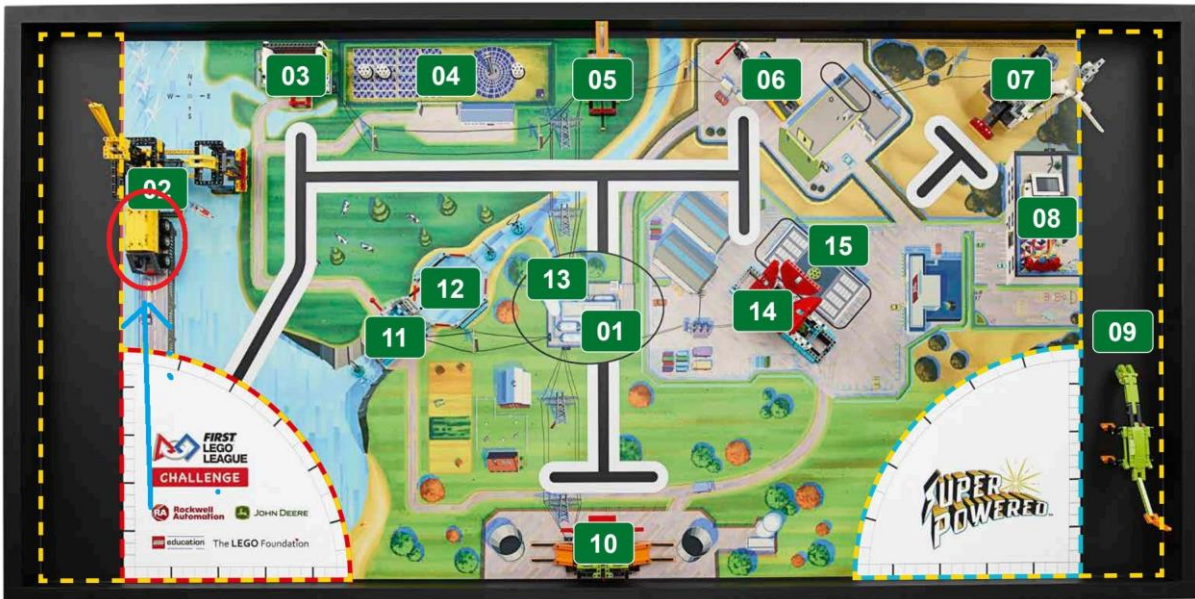 03
04
05
06
07
N
W
E
S
02
08
15
13
12
14
01
11
09
FIRST
LEGO
LEAGUE
CHALLENGE
RA Rockwell
Automation
JOHN DEERE
education
The LEGO Foundation
10
SUPER
POWERED